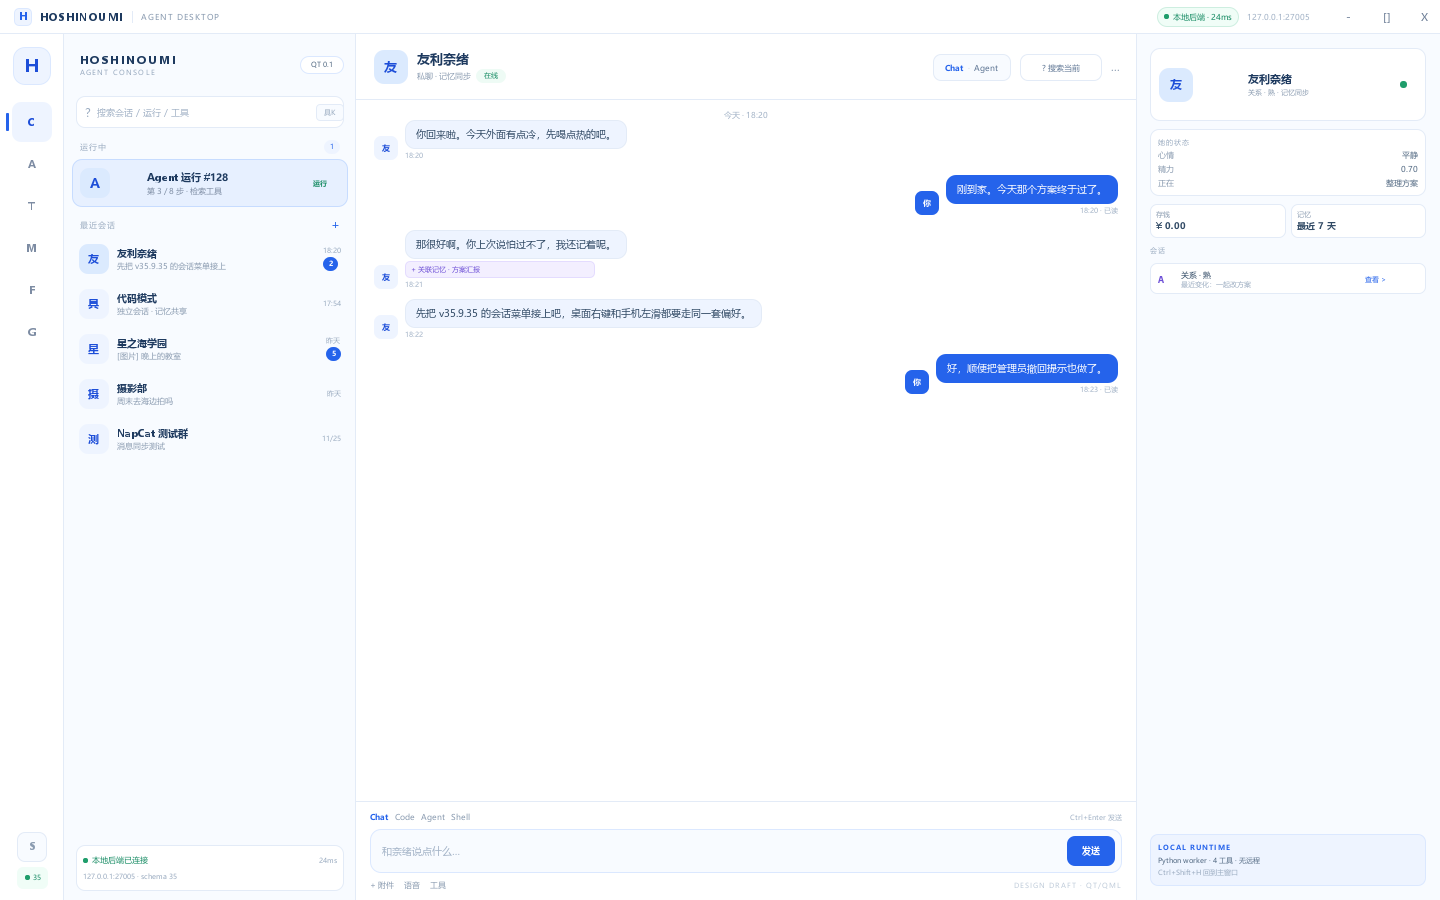 H HOSHINOUMI AGENT DESKTOP
本地后端 · 24ms 127.0.0.1:27005 - [] X
H
C
A
T
M
F
G
S
35
HOSHINOUMI
AGENT CONSOLE
QT 0.1
? 搜索会话 / 运行 / 工具
运行中 1
A Agent 运行 #128
第 3 / 8 步 · 检索工具
运行
最近会话 +
友 友利奈绪 18:20
先把 v35.9.35 的会话菜单接上 2
具 代码模式 17:54
独立会话 · 记忆共享
星 星之海学园 昨天
[图片] 晚上的教室 5
摄 摄影部 昨天
周末去海边拍吗
测 NapCat 测试群 11/25
消息同步测试
本地后端已连接 24ms
127.0.0.1:27005 · schema 35
友 友利奈绪
私聊 · 记忆同步 在线
Chat Agent
? 搜索当前
...
今天 · 18:20
友 你回来啦。今天外面有点冷，先喝点热的吧。
18:20
刚到家。今天那个方案终于过了。
你
18:20 · 已读
那很好啊。你上次说怕过不了，我还记着呢。
友 + 关联记忆 · 方案汇报
18:21
友 先把 v35.9.35 的会话菜单接上吧，桌面右键和手机左滑都要走同一套偏好。
18:22
好，顺便把管理员撤回提示也做了。
你
18:23 · 已读
Chat Code Agent Shell Ctrl+Enter 发送
和奈绪说点什么...
发送
+ 附件 语音 工具 DESIGN DRAFT · QT/QML
友 友利奈绪
关系 · 熟 · 记忆同步
她的状态
心情 平静
精力 0.70
正在 整理方案
存钱
¥ 0.00
记忆
最近 7 天
会话
A 关系 · 熟
最近变化：一起改方案
查看 >
LOCAL RUNTIME
Python worker · 4 工具 · 无远程
Ctrl+Shift+H 回到主窗口